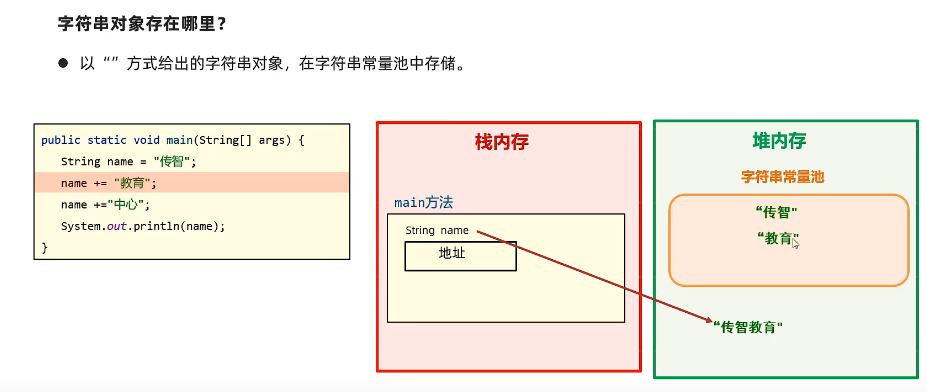 字符串对象存在哪里?
● 以“”方式给出的字符串对象，在字符串常量池中存储。
public static void main(String[] args) {
String name = "传智";
name += "教育";
name +="中心";
System.out.println(name);
}
栈内存
main方法
String name
地址
堆内存
字符串常量池
“传智"
“教育"
“传智教育"